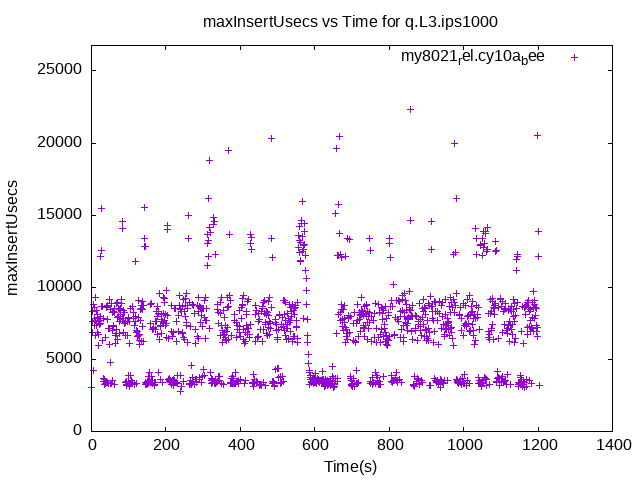 maxInsertUsecs vs Time for q.L3.ips1000
my8021rel.cy10abee
25000
20000
15000
10000
5000
0
maxInsertUsecs
0 200 400 600 800 1000 1200 1400
Time(s)